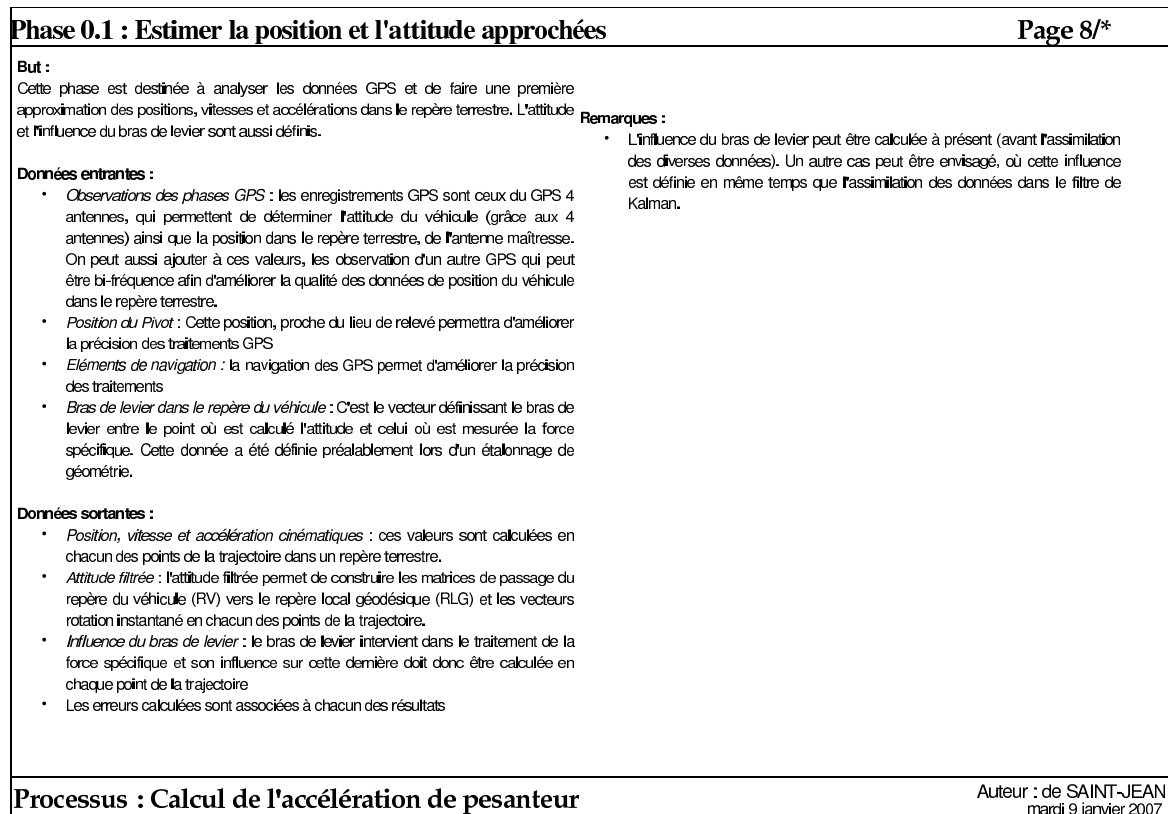 Phase 0.1 : Estimer la position et l'attitude approchées
Page 8/*
But :
Cette phase est destinée à analyser les données GPS et de faire une première
approximation des positions, vitesses et accélérations dans le repère terrestre. L'attitude
et l'influence du bras de levier sont aussi définis.
Données entrantes :
• Observations des phases GPS : les enregistrements GPS sont ceux du GPS 4
antennes, qui permettent de déterminer l'attitude du véhicule (grâce aux 4
antennes) ainsi que la position dans le repère terrestre, de l'antenne maîtresse.
On peut aussi ajouter à ces valeurs, les observation d'un autre GPS qui peut
être bi-fréquence afin d'améliorer la qualité des données de position du véhicule
dans le repère terrestre.
• Position du Pivot : Cette position, proche du lieu de relevé permettra d'améliorer
la précision des traitements GPS
• Eléments de navigation : la navigation des GPS permet d'améliorer la précision
des traitements
• Bras de levier dans le repère du véhicule : C'est le vecteur définissant le bras de
levier entre le point où est calculé l'attitude et celui où est mesurée la force
spécifique. Cette donnée a été définie préalablement lors d'un étalonnage de
géométrie.
Données sortantes :
• Position, vitesse et accélération cinématiques : ces valeurs sont calculées en
chacun des points de la trajectoire dans un repère terrestre.
• Attitude filtrée : l'attitude filtrée permet de construire les matrices de passage du
repère du véhicule (RV) vers le repère local géodésique (RLG) et les vecteurs
rotation instantané en chacun des points de la trajectoire.
• Influence du bras de levier : le bras de levier intervient dans le traitement de la
force spécifique et son influence sur cette dernière doit donc être calculée en
chaque point de la trajectoire
• Les erreurs calculées sont associées à chacun des résultats
Remarques :
• L'influence du bras de levier peut être calculée à présent (avant l'assimilation
des diverses données). Un autre cas peut être envisagé, où cette influence
est définie en même temps que l'assimilation des données dans le filtre de
Kalman.
Processus : Calcul de l'accélération de pesanteur
Auteur : de SAINT-JEAN
mardi 9 janvier 2007